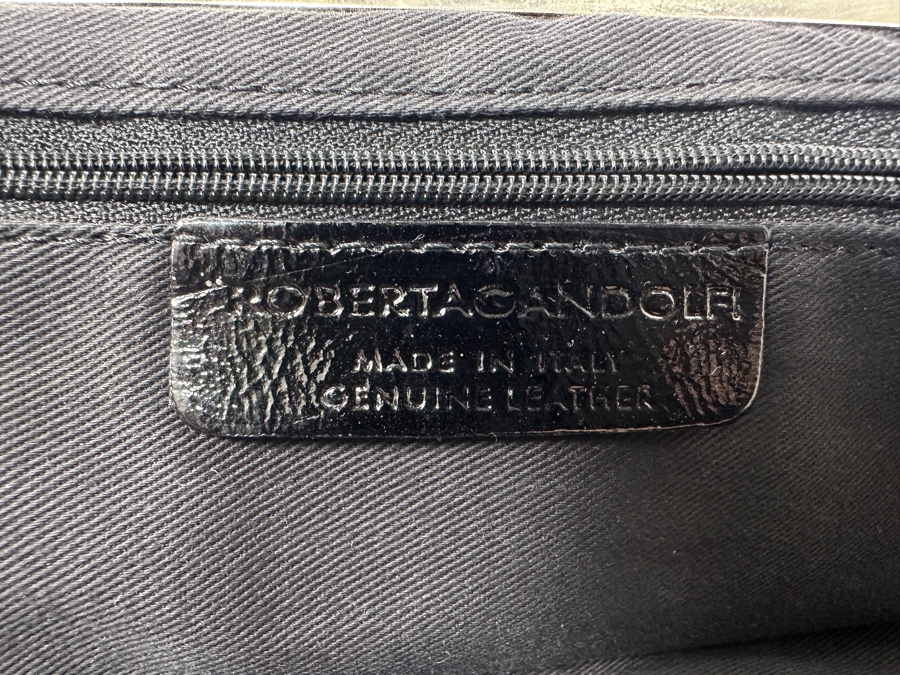 ROBERTAGANDOLFI
MADE IN ITALY
GENUINE LEATHER